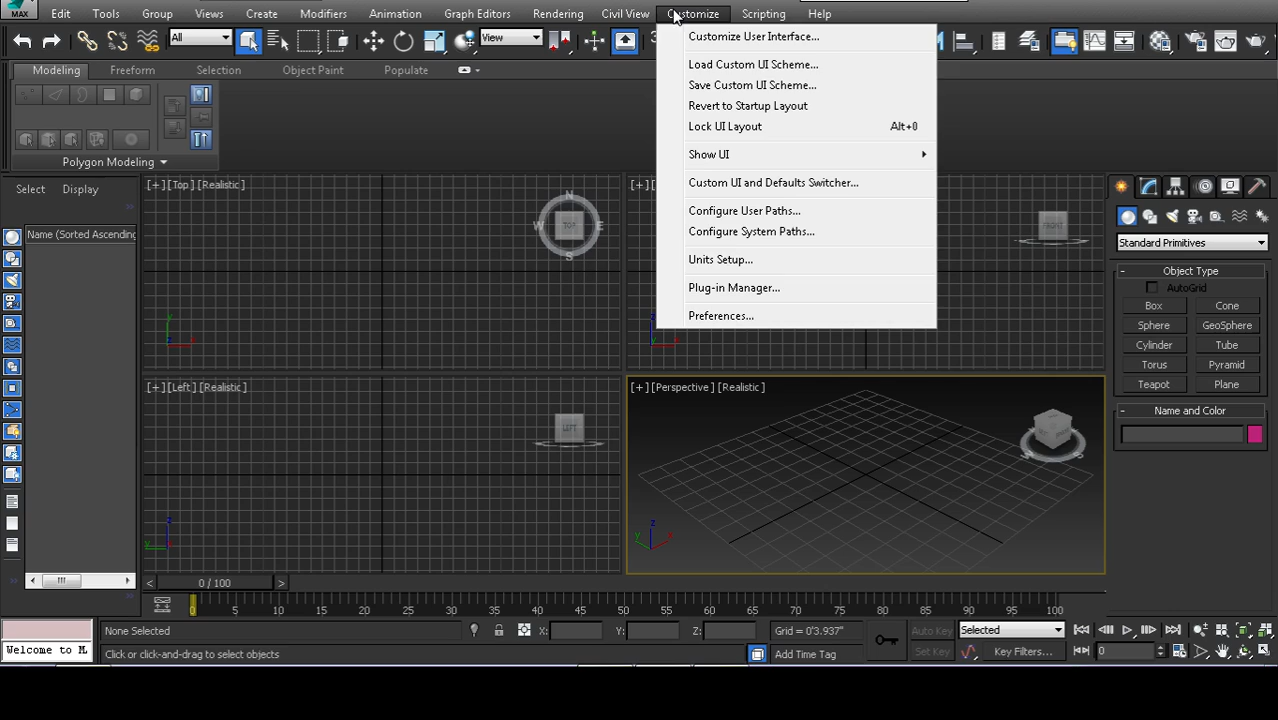 MAX
Edit Tools Group Views Create Modifiers Animation Graph Editors Rendering Civil View Customize Scripting Help
All View
Customize User Interface...
Load Custom UI Scheme...
Save Custom UI Scheme...
Revert to Startup Layout
Lock UI Layout Alt+0
Show UI
Custom UI and Defaults Switcher...
Configure User Paths...
Configure System Paths...
Units Setup...
Plug-in Manager...
Preferences...
Modeling Freeform Selection Object Paint Populate
Polygon Modeling
Select Display
Name (Sorted Ascending
[+] [Top] [Realistic]
N
W TOP E
S
[+]
FRONT
z
y
x
[+] [Left] [Realistic]
LEFT
z
y
[+] [Perspective] [Realistic]
W S
z
y x
Standard Primitives
Object Type
AutoGrid
Box Cone
Sphere GeoSphere
Cylinder Tube
Torus Pyramid
Teapot Plane
Name and Color
< 0 / 100 >
0 5 10 15 20 25 30 35 40 45 50 55 60 65 70 75 80 85 90 95 100
None Selected X: Y: Z: Grid = 0'3.937" Auto Key Selected
Welcome to M Click or click-and-drag to select objects Add Time Tag Set Key Key Filters... 0